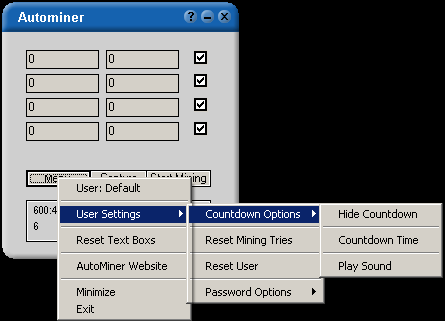 Autominer ?
0 0
0 0
0 0
0 0
Start Mining
600:4
6
User: Default
User Settings
Reset Text Boxs
AutoMiner Website
Minimize
Exit
Countdown Options
Reset Mining Tries
Reset User
Password Options
Hide Countdown
Countdown Time
Play Sound